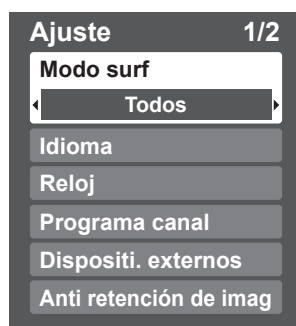 Ajuste 1/2
Modo surf
Todos
Idioma
Reloj
Programa canal
Dispositi. externos
Anti retención de imag